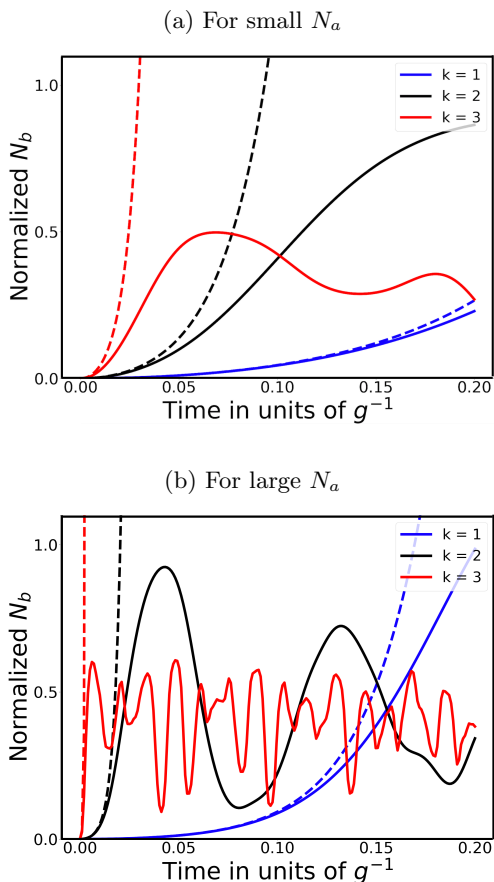 (a) For small N_a
Normalized N_b
1.0
0.5
0.0
k = 1
k = 2
k = 3
0.00 0.05 0.10 0.15 0.20
Time in units of g⁻¹
(b) For large N_a
Normalized N_b
1.0
0.5
0.0
k = 1
k = 2
k = 3
0.00 0.05 0.10 0.15 0.20
Time in units of g⁻¹